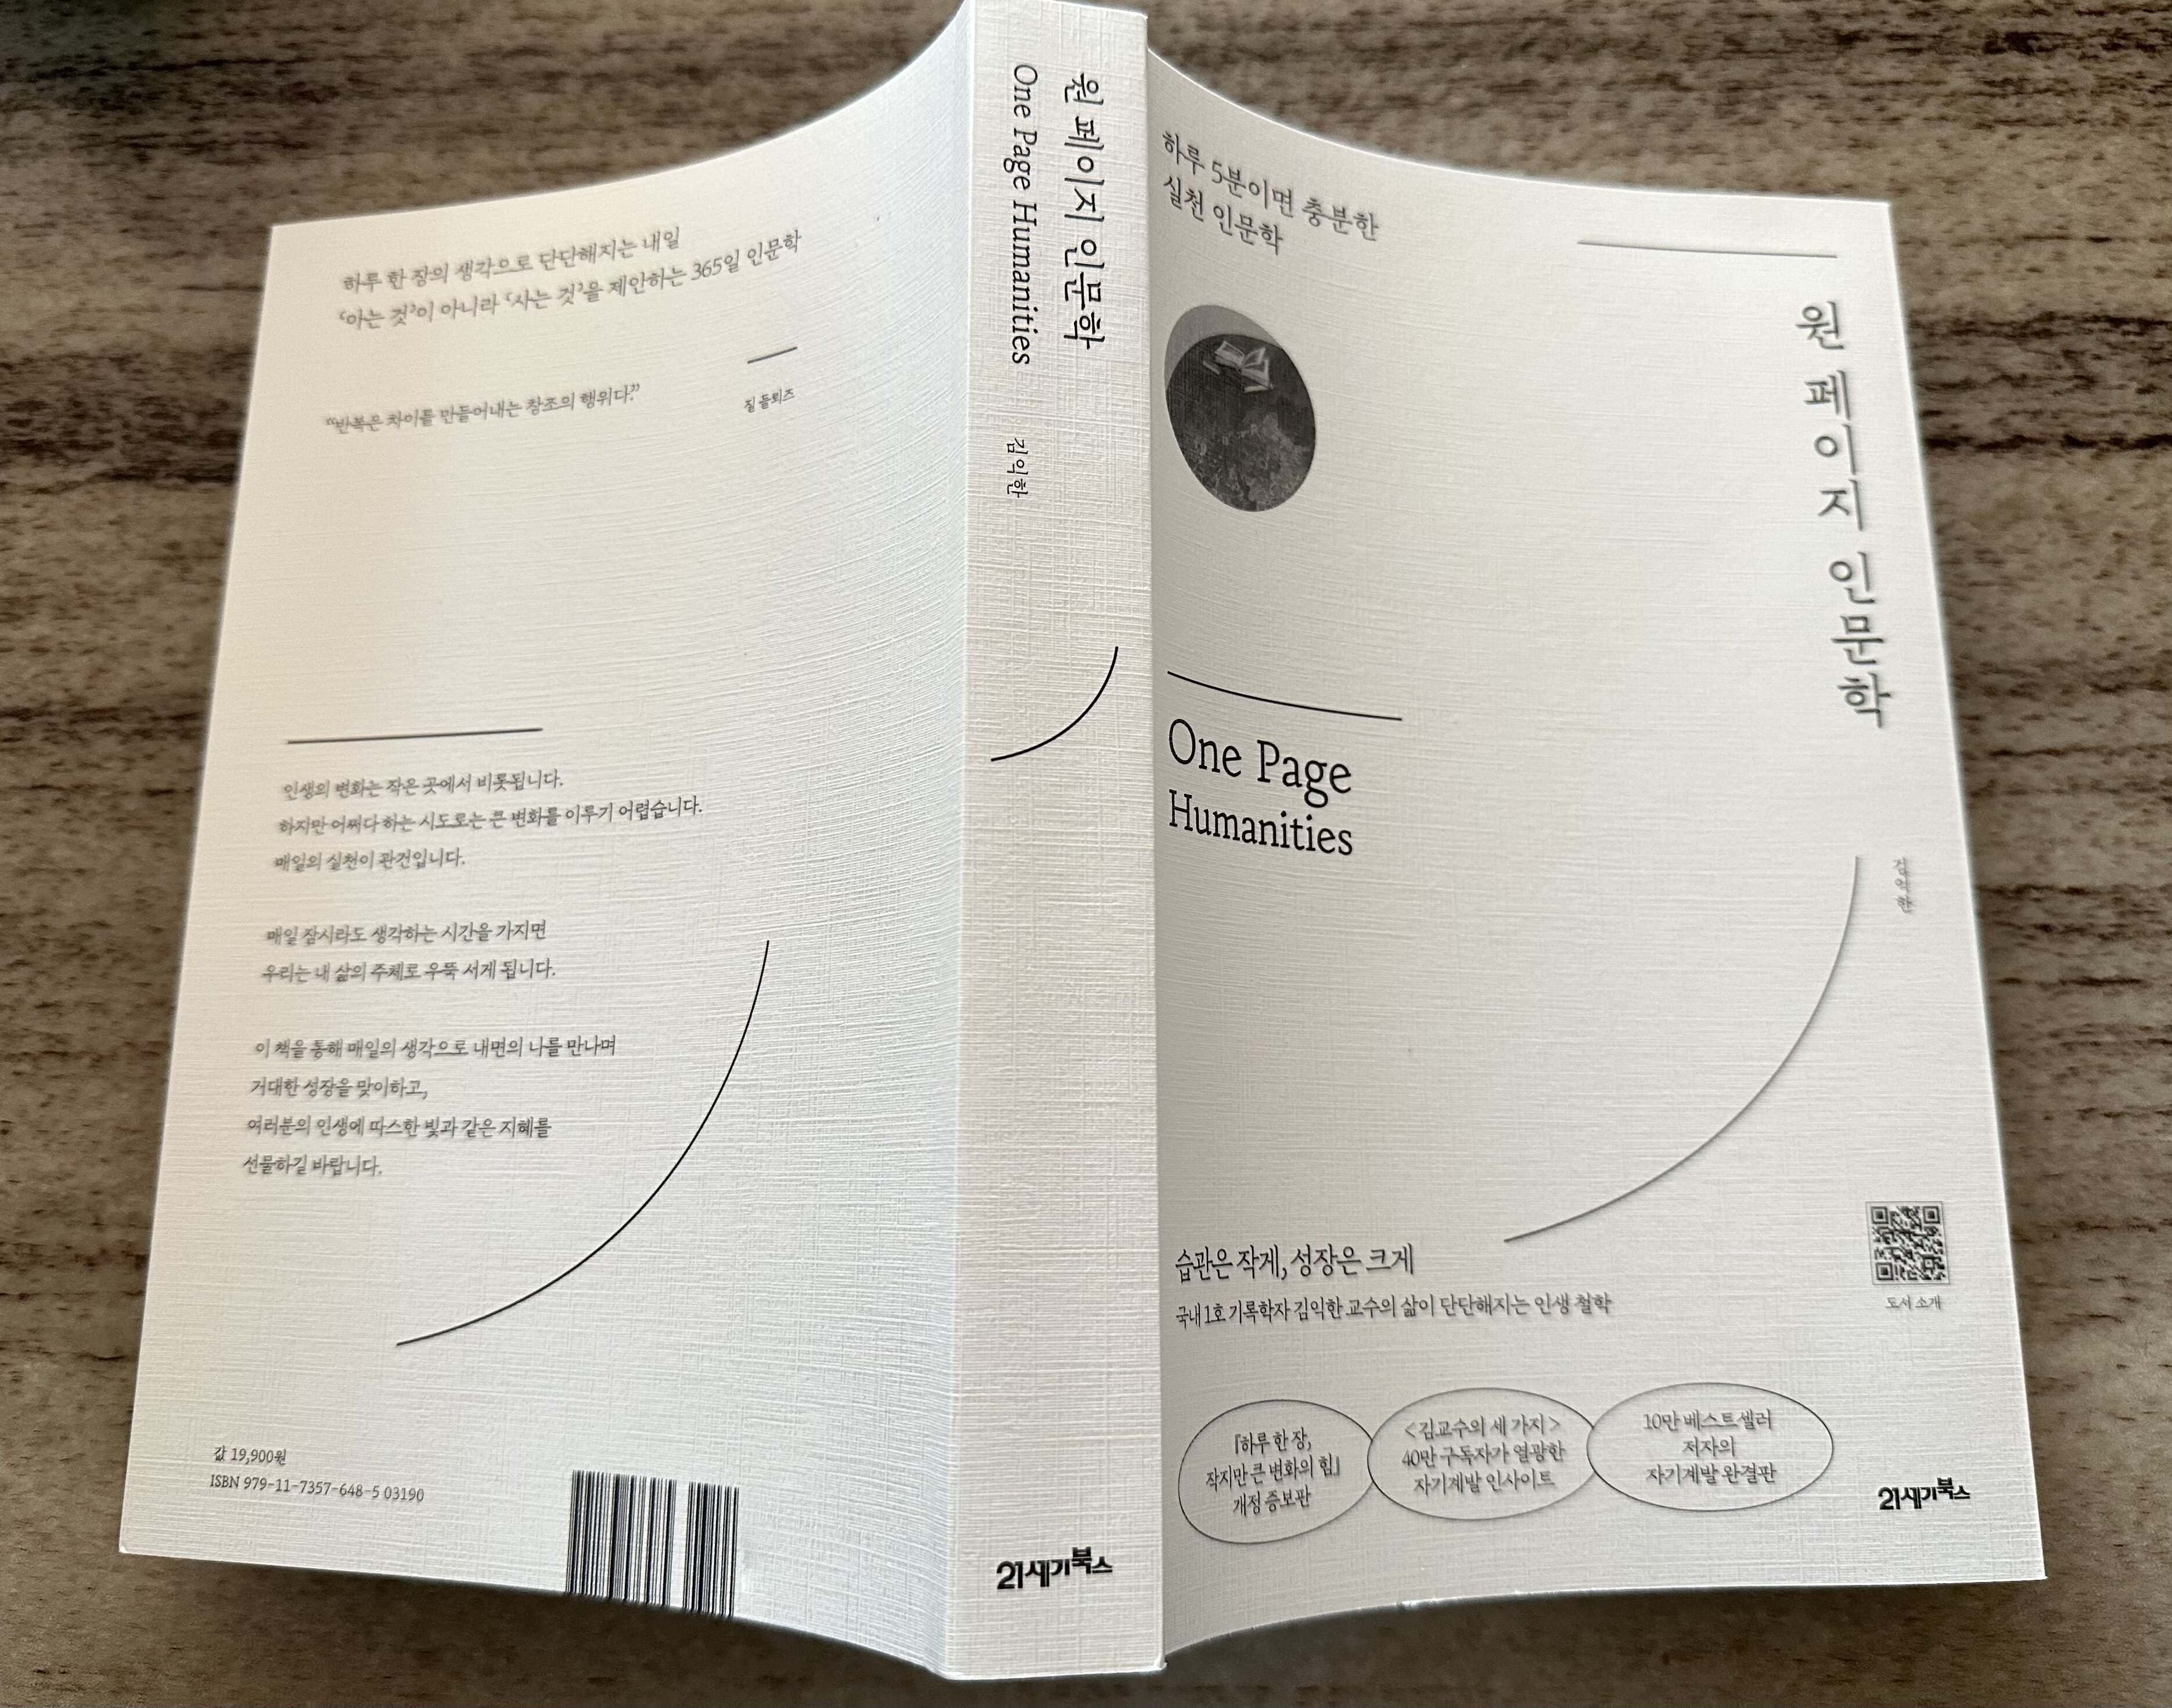 하루 한 장의 생각으로 단단해지는 내일
‘아는 것’이 아니라 ‘사는 것’을 제안하는 365일 인문학
“반복은 차이를 만들어내는 창조의 행위다.”
질 들뢰즈
인생의 변화는 작은 곳에서 비롯됩니다.
하지만 어쩌다 하는 시도로는 큰 변화를 이루기 어렵습니다.
매일의 실천이 관건입니다.
매일 잠시라도 생각하는 시간을 가지면
우리는 내 삶의 주체로 우뚝 서게 됩니다.
이 책을 통해 매일의 생각으로 내면의 나를 만나며
거대한 성장을 맞이하고,
여러분의 인생에 따스한 빛과 같은 지혜를
선물하길 바랍니다.
값 19,900원
ISBN 979-11-7357-648-5 03190
원 페이지 인문학
One Page Humanities
김익한
21세기북스
하루 5분이면 충분한
실천 인문학
원 페이지 인문학
One Page
Humanities
김익한
습관은 작게, 성장은 크게
국내 1호 기록학자 김익한 교수의 삶이 단단해지는 인생 철학
도서 소개
『하루 한 장,
작지만 큰 변화의 힘』
개정 증보판
<김교수의 세 가지>
40만 구독자가 열광한
자기계발 인사이트
10만 베스트셀러
저자의
자기계발 완결판
21세기북스